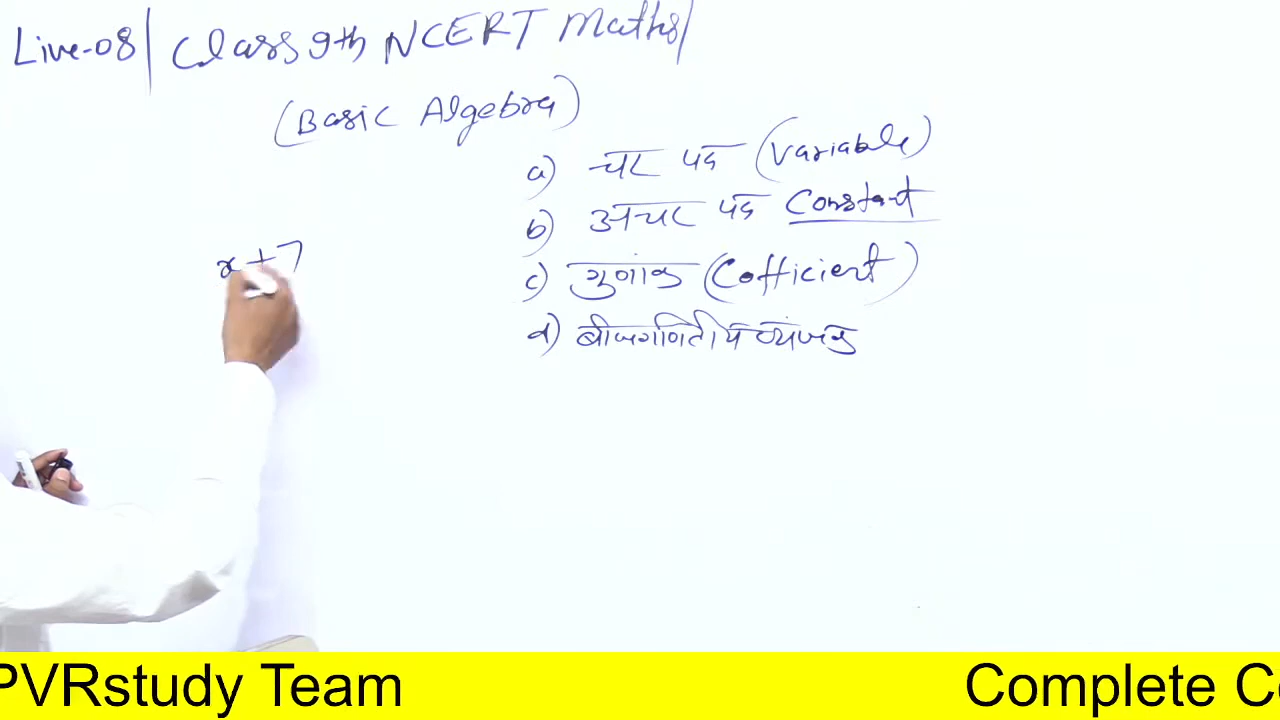 Live-08| Class 9th NCERT Maths|
(Basic Algebra)
a) चर पद (Variable)
b) अचर पद Constant
x + 7
c) गुणांक (Cofficient)
d) बीजगणितीय व्यंजक
PVRstudy Team Complete Co